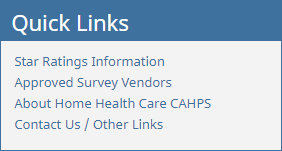 Quick Links
Star Ratings Information
Approved Survey Vendors
About Home Health Care CAHPS
Contact Us / Other Links